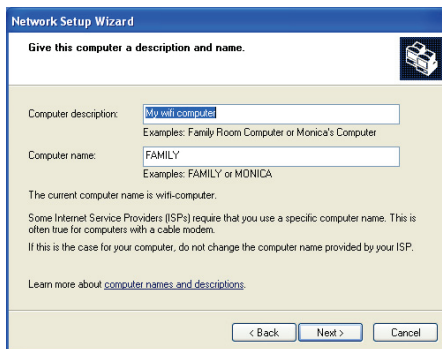 Network Setup Wizard
Give this computer a description and name.
Computer description: My wifi computer
Examples: Family Room Computer or Monica's Computer
Computer name: FAMILY
Examples: FAMILY or MONICA
The current computer name is wifi-computer.
Some Internet Service Providers (ISPs) require that you use a specific computer name. This is
often true for computers with a cable modem.
If this is the case for your computer, do not change the computer name provided by your ISP.
Learn more about computer names and descriptions.
< Back Next > Cancel